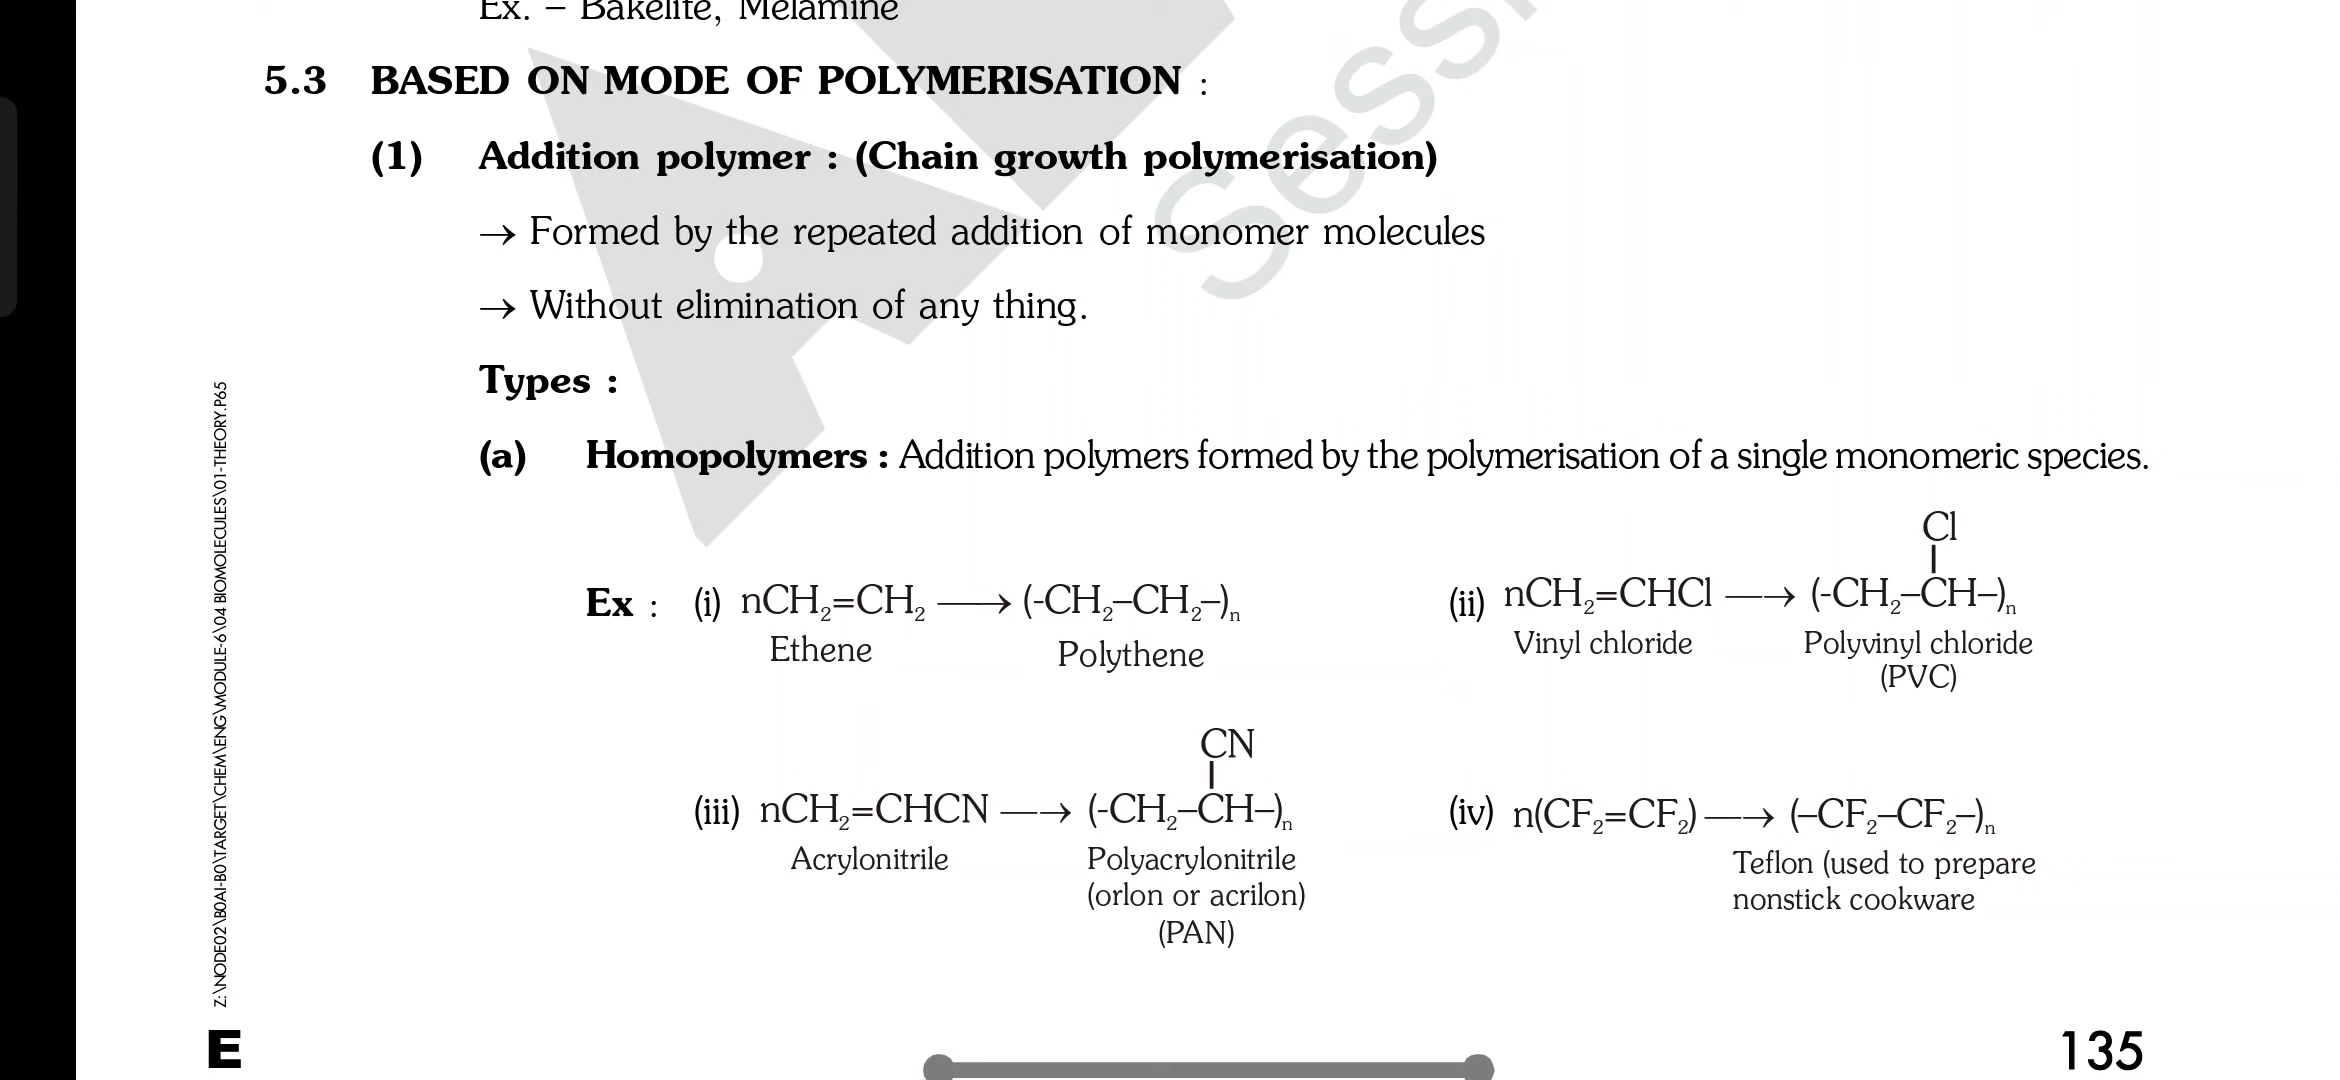 Ex. – Bakelite, Melamine
5.3 BASED ON MODE OF POLYMERISATION :
(1) Addition polymer : (Chain growth polymerisation)
→ Formed by the repeated addition of monomer molecules
→ Without elimination of any thing.
Types :
(a) Homopolymers : Addition polymers formed by the polymerisation of a single monomeric species.
Ex : (i) nCH₂=CH₂ ⟶ (-CH₂–CH₂–)ₙ
Ethene Polythene
Cl
|
(ii) nCH₂=CHCl ⟶ (-CH₂–CH–)ₙ
Vinyl chloride Polyvinyl chloride
(PVC)
CN
|
(iii) nCH₂=CHCN ⟶ (-CH₂–CH–)ₙ
Acrylonitrile Polyacrylonitrile
(orlon or acrilon)
(PAN)
(iv) n(CF₂=CF₂) ⟶ (–CF₂–CF₂–)ₙ
Teflon (used to prepare
nonstick cookware
Z:\NODE02\B0AI-B0\TARGET\CHEM\ENG\MODULE-6\04 BIOMOLECULES\01-THEORY.P65
E
135